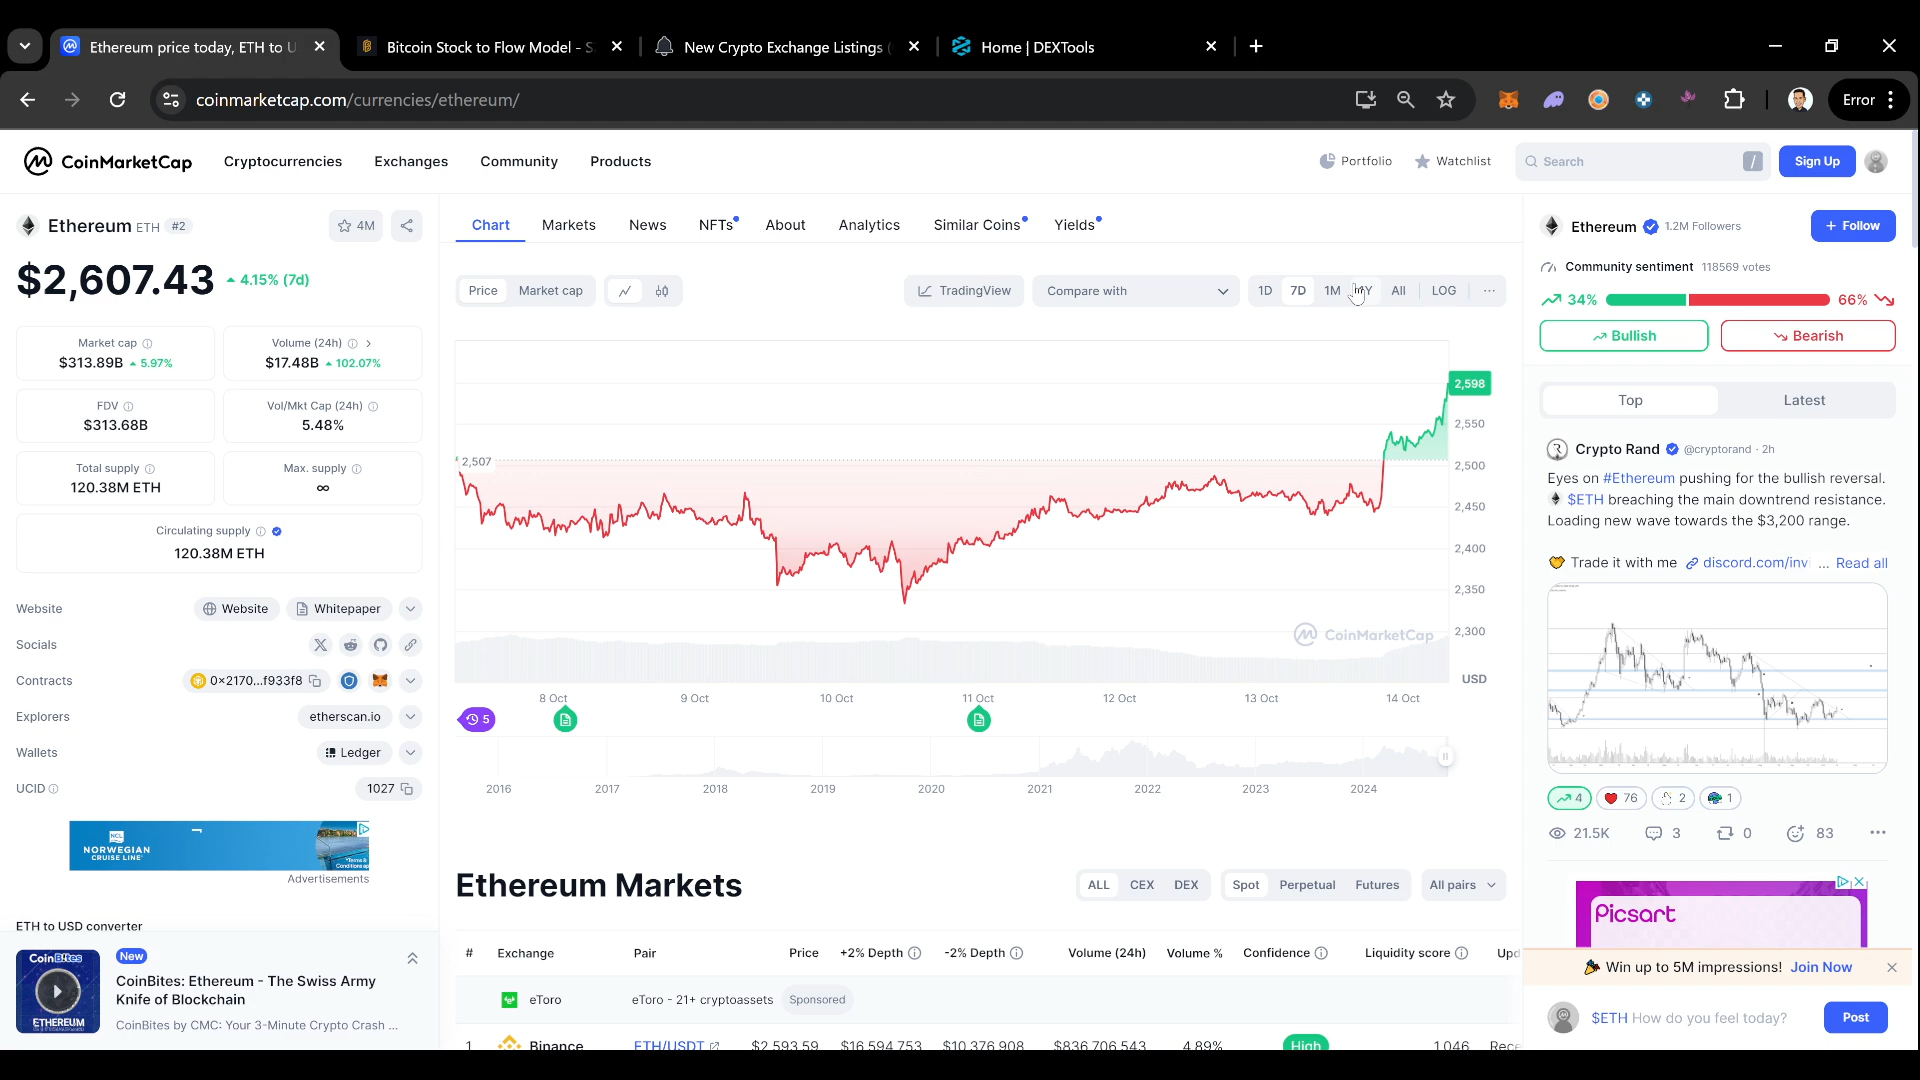 Ethereum price today, ETH to U
Bitcoin Stock to Flow Model - S
New Crypto Exchange Listings (
Home | DEXTools
coinmarketcap.com/currencies/ethereum/
Error
CoinMarketCap
Cryptocurrencies
Exchanges
Community
Products
Portfolio
Watchlist
Search
/
Sign Up
Ethereum ETH #2
4M
$2,607.43
4.15% (7d)
Market cap
$313.89B 5.97%
Volume (24h) >
$17.48B 102.07%
FDV
$313.68B
Vol/Mkt Cap (24h)
5.48%
Total supply
120.38M ETH
Max. supply
∞
Circulating supply
120.38M ETH
Website
Website
Whitepaper
Socials
Contracts
0x2170...f933f8
Explorers
etherscan.io
Wallets
Ledger
UCID
1027
NCL
NORWEGIAN
CRUISE LINE
Advertisements
ETH to USD converter
CoinBites
ETHEREUM
New
CoinBites: Ethereum - The Swiss Army
Knife of Blockchain
CoinBites by CMC: Your 3-Minute Crypto Crash ...
Chart
Markets
News
NFTs
About
Analytics
Similar Coins
Yields
Price
Market cap
TradingView
Compare with
1D
7D
1M
All
LOG
2,598
2,550
2,507
2,500
2,450
2,400
2,350
2,300
CoinMarketCap
USD
8 Oct
9 Oct
10 Oct
11 Oct
12 Oct
13 Oct
14 Oct
5
2016
2017
2018
2019
2020
2021
2022
2023
2024
Ethereum Markets
ALL
CEX
DEX
Spot
Perpetual
Futures
All pairs
# Exchange Pair Price +2% Depth -2% Depth Volume (24h) Volume % Confidence Liquidity score Upd
eToro eToro - 21+ cryptoassets Sponsored
1 Binance ETH/USDT $2,593.59 $16,594,753 $10,376,908 $836,706,543 4.89% High 1,046 Rece
Ethereum
1.2M Followers
+ Follow
Community sentiment 118569 votes
34%
66%
Bullish
Bearish
Top
Latest
Crypto Rand @cryptorand · 2h
Eyes on #Ethereum pushing for the bullish reversal.
$ETH breaching the main downtrend resistance.
Loading new wave towards the $3,200 range.
Trade it with me discord.com/invi ... Read all
4
76
2
1
21.5K
3
0
83
Picsart
Win up to 5M impressions! Join Now
$ETH How do you feel today?
Post